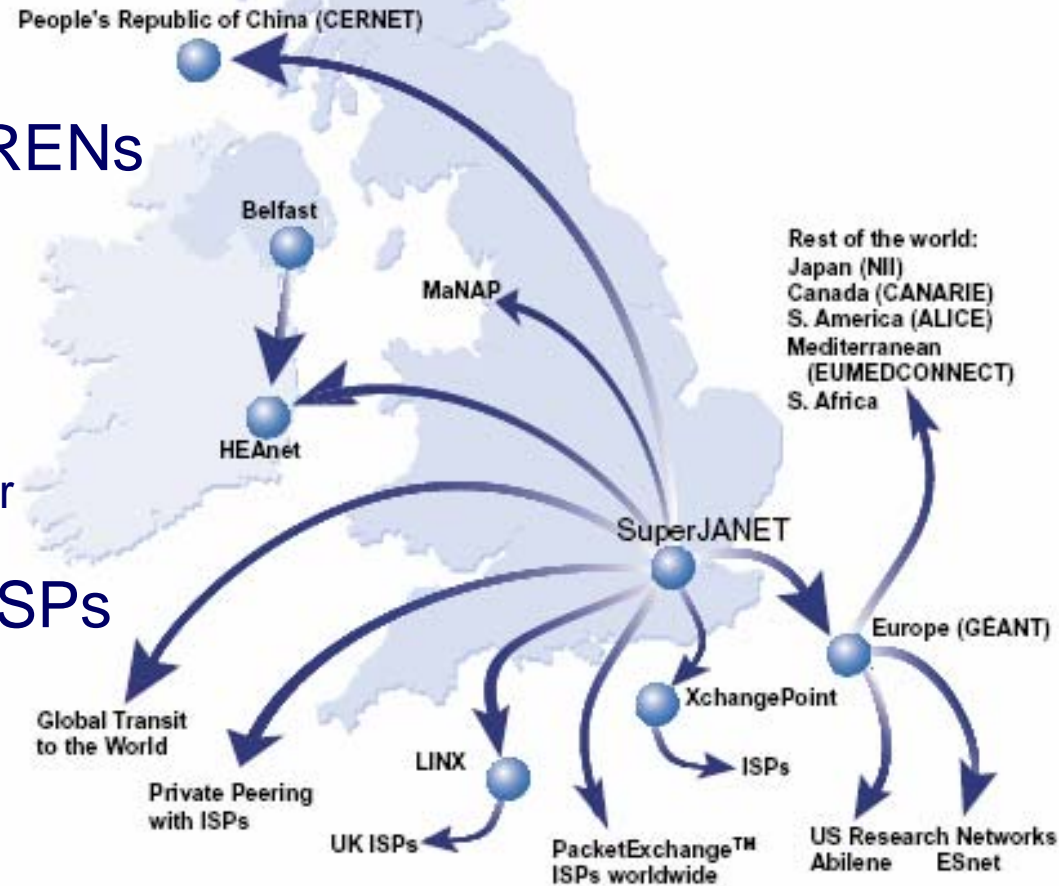 People's Republic of China (CERNET)
RENs
Belfast
MaNAP
Rest of the world:
Japan (NII)
Canada (CANARIE)
S. America (ALICE)
Mediterranean
(EUMEDCONNECT)
S. Africa
HEAnet
r
SuperJANET
SPs
Europe (GÉANT)
Global Transit
to the World
XchangePoint
LINX
ISPs
Private Peering
with ISPs
UK ISPs
PacketExchange™
ISPs worldwide
US Research Networks
Abilene ESnet